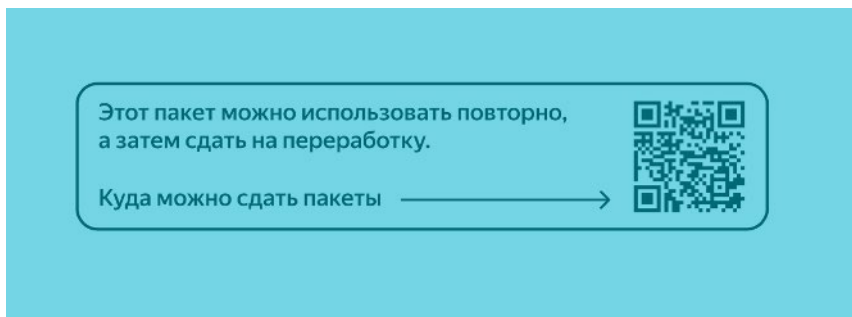 Этот пакет можно использовать повторно,
а затем сдать на переработку.
Куда можно сдать пакеты